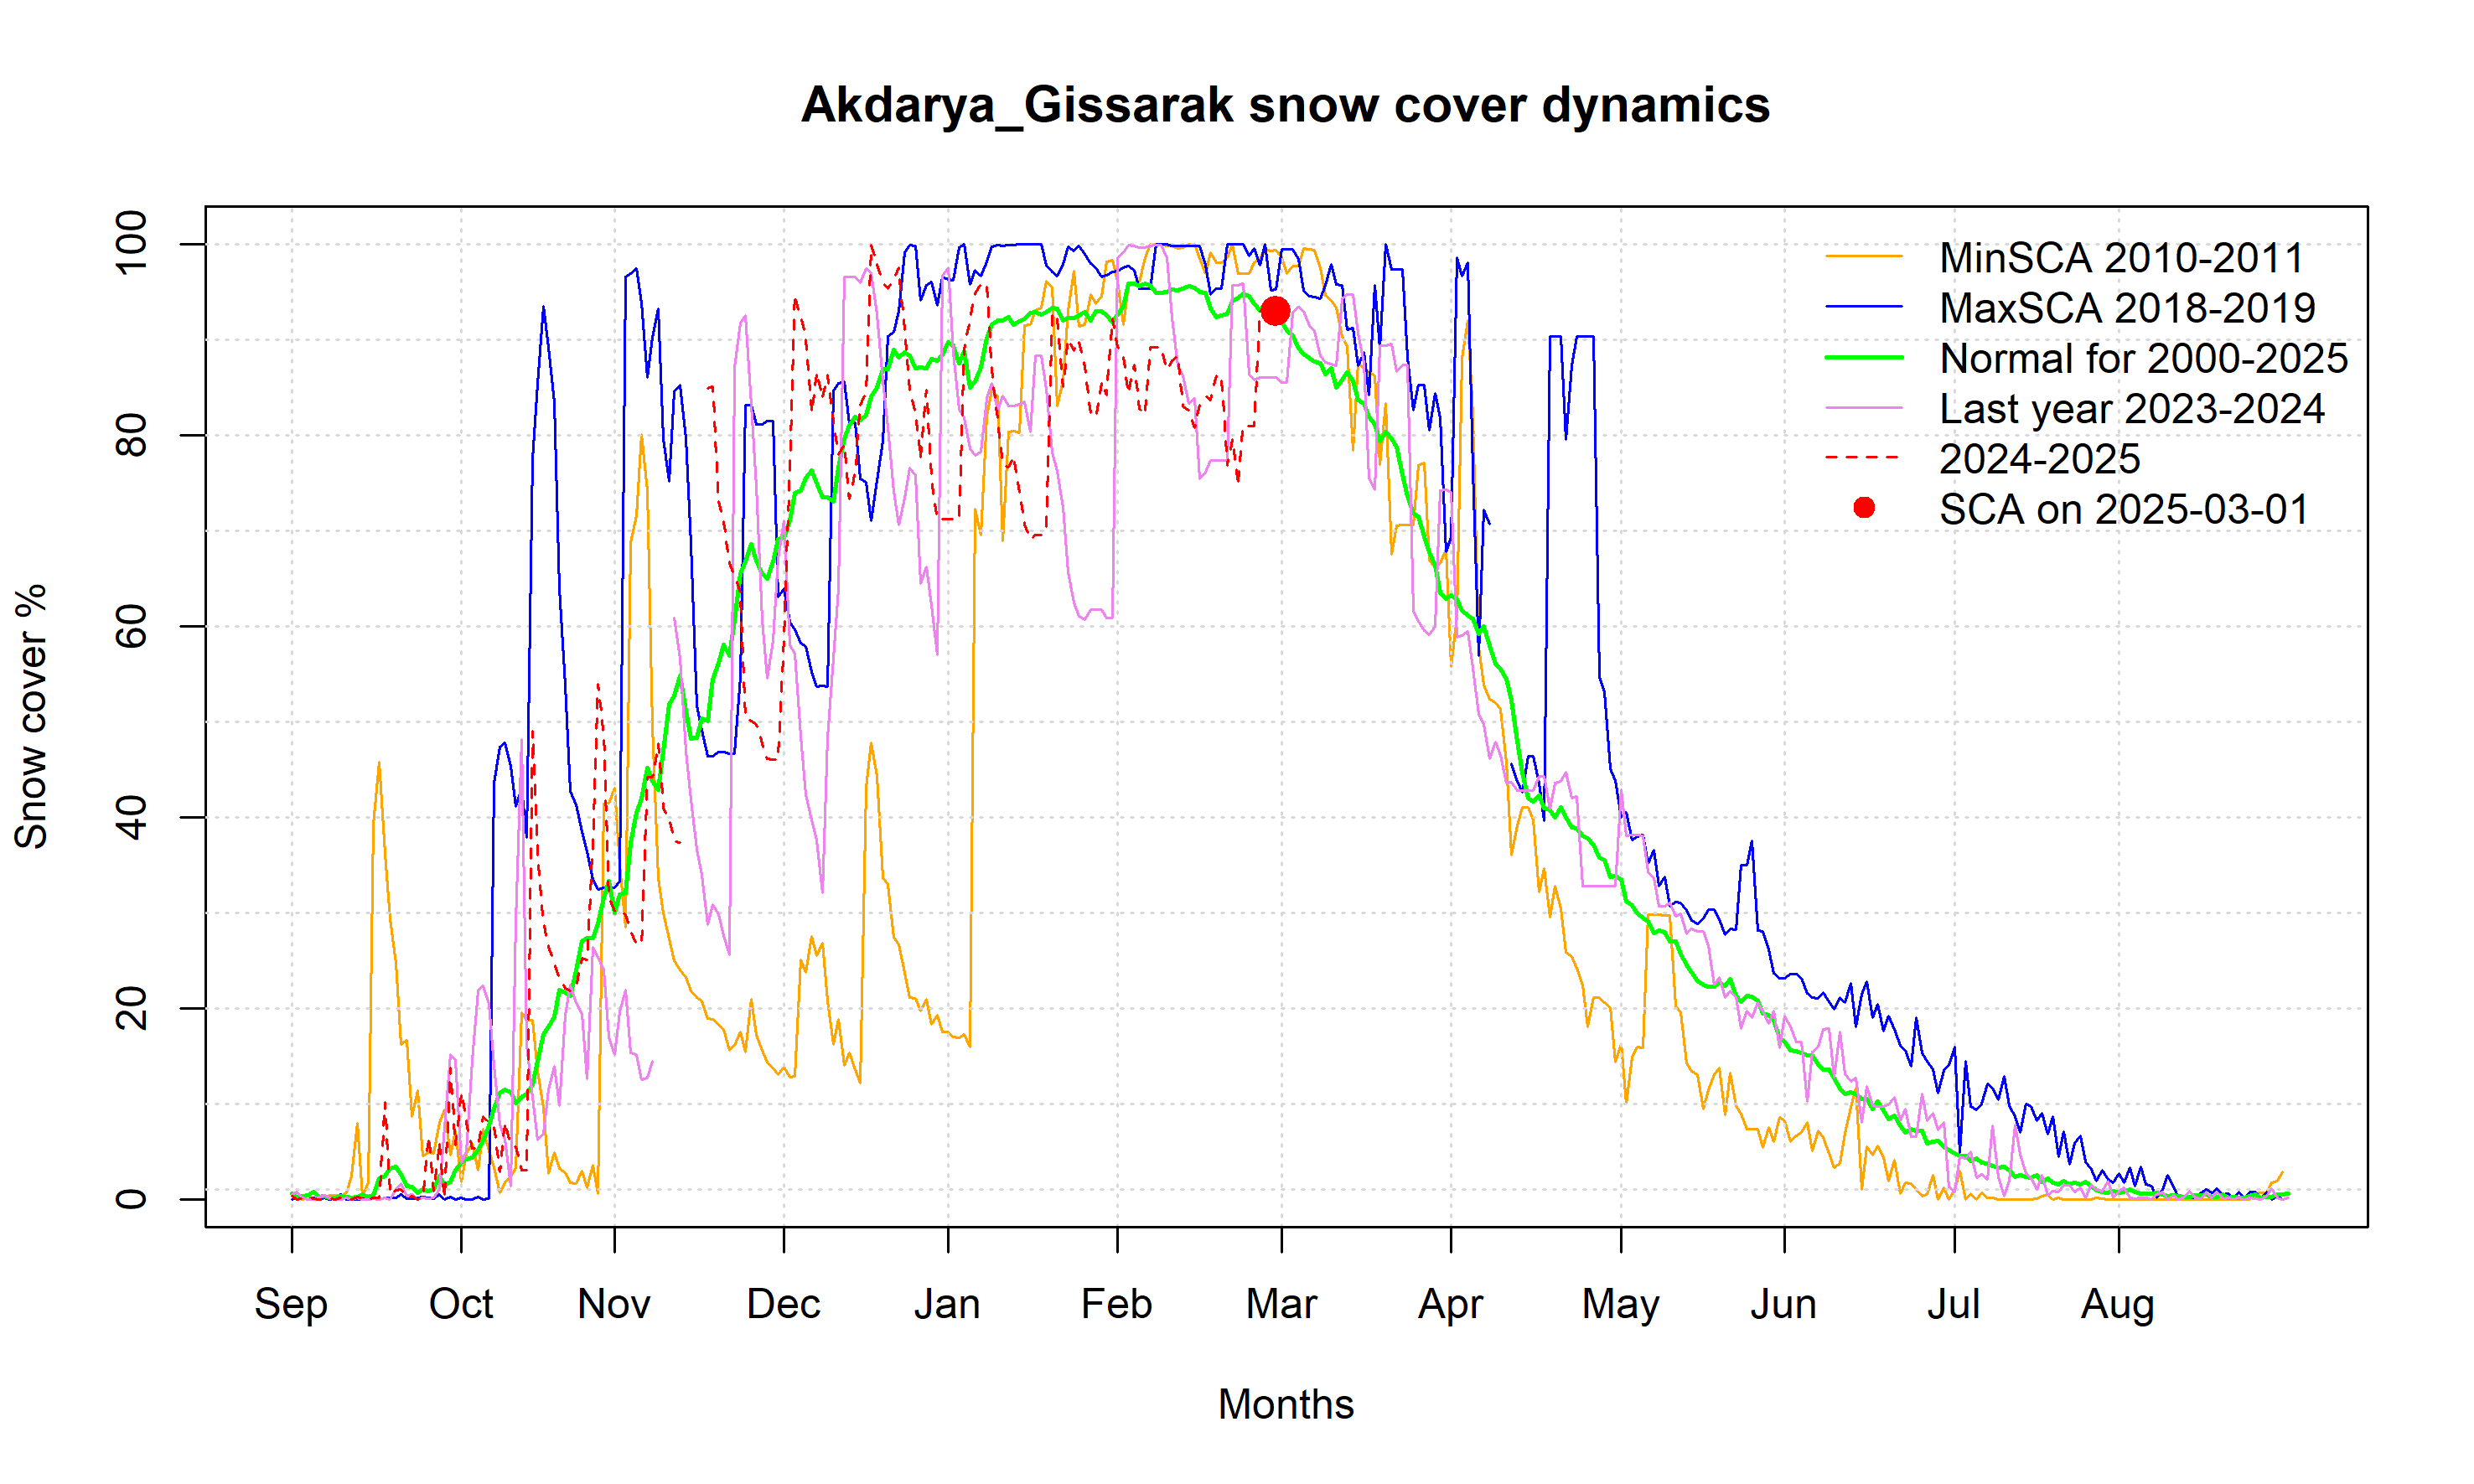 Akdarya_Gissarak snow cover dynamics
MinSCA 2010-2011
MaxSCA 2018-2019
Normal for 2000-2025
Last year 2023-2024
2024-2025
SCA on 2025-03-01
Snow cover %
100
80
60
40
20
0
Sep Oct Nov Dec Jan Feb Mar Apr May Jun Jul Aug
Months